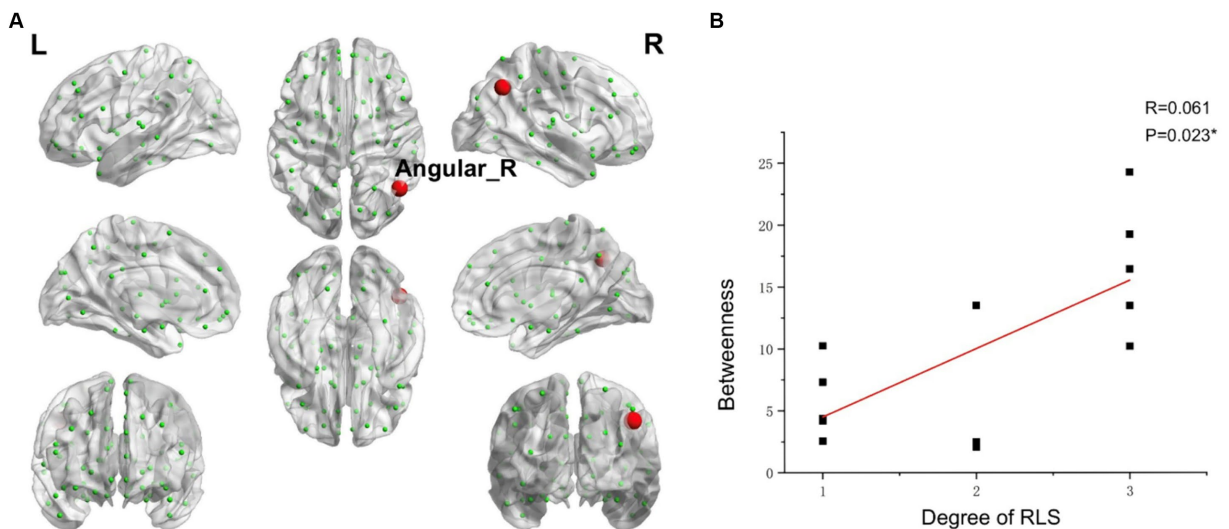 A
L
R
Angular_R
B
R=0.061
P=0.023*
Betweenness
25
20
15
10
5
0
1 2 3
Degree of RLS